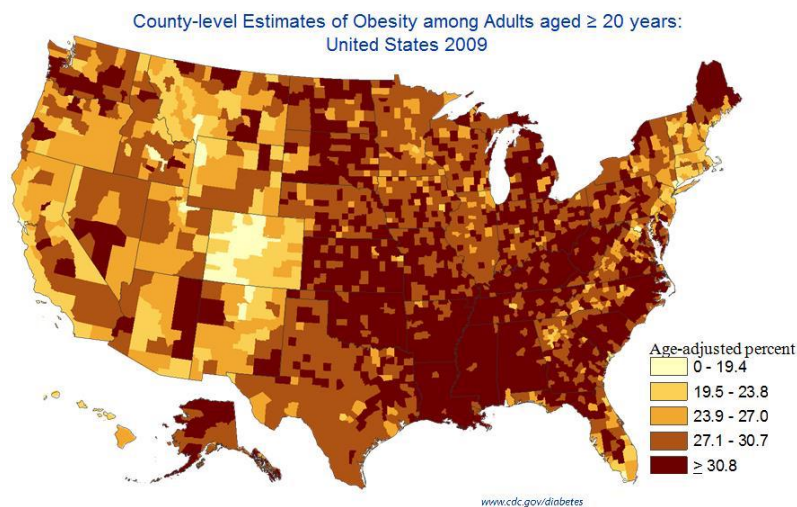 County-level Estimates of Obesity among Adults aged ≥ 20 years:
United States 2009
Age-adjusted percent
0 - 19.4
19.5 - 23.8
23.9 - 27.0
27.1 - 30.7
≥ 30.8
www.cdc.gov/diabetes